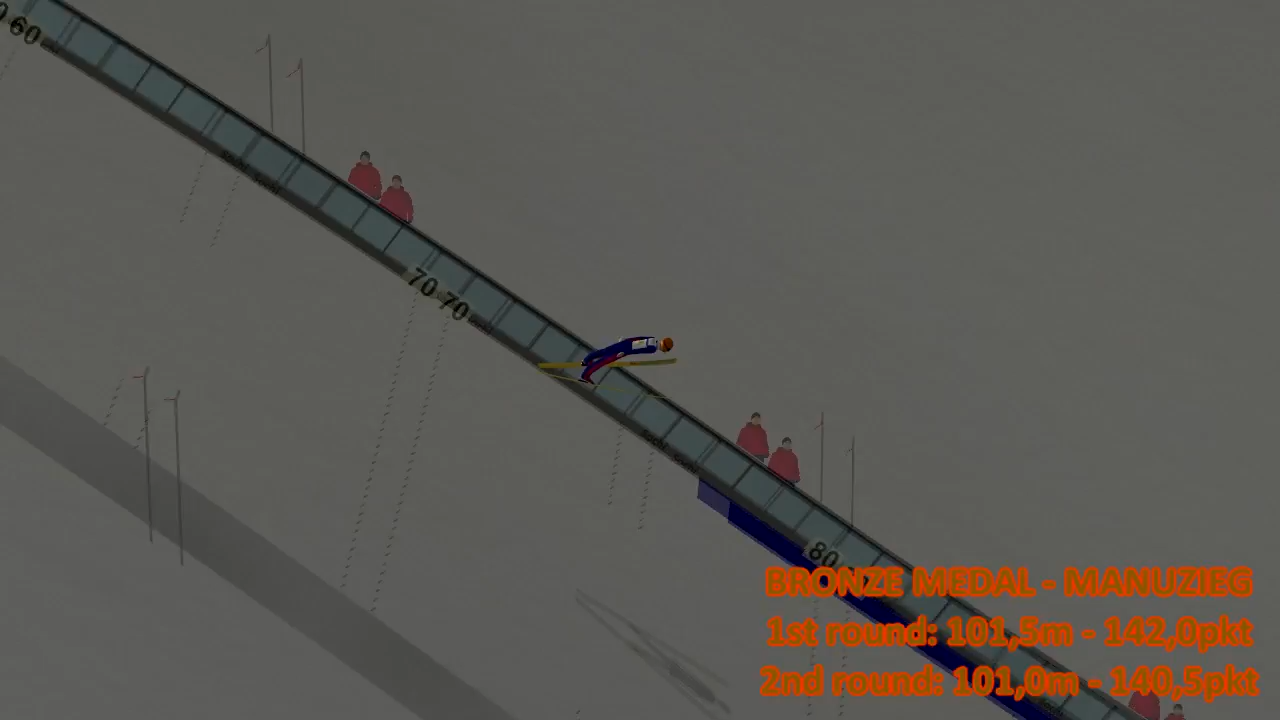 60
70 70
80
BRONZE MEDAL - MANUZIEG
1st round: 101,5m - 142,0pkt
2nd round: 101,0m - 140,5pkt